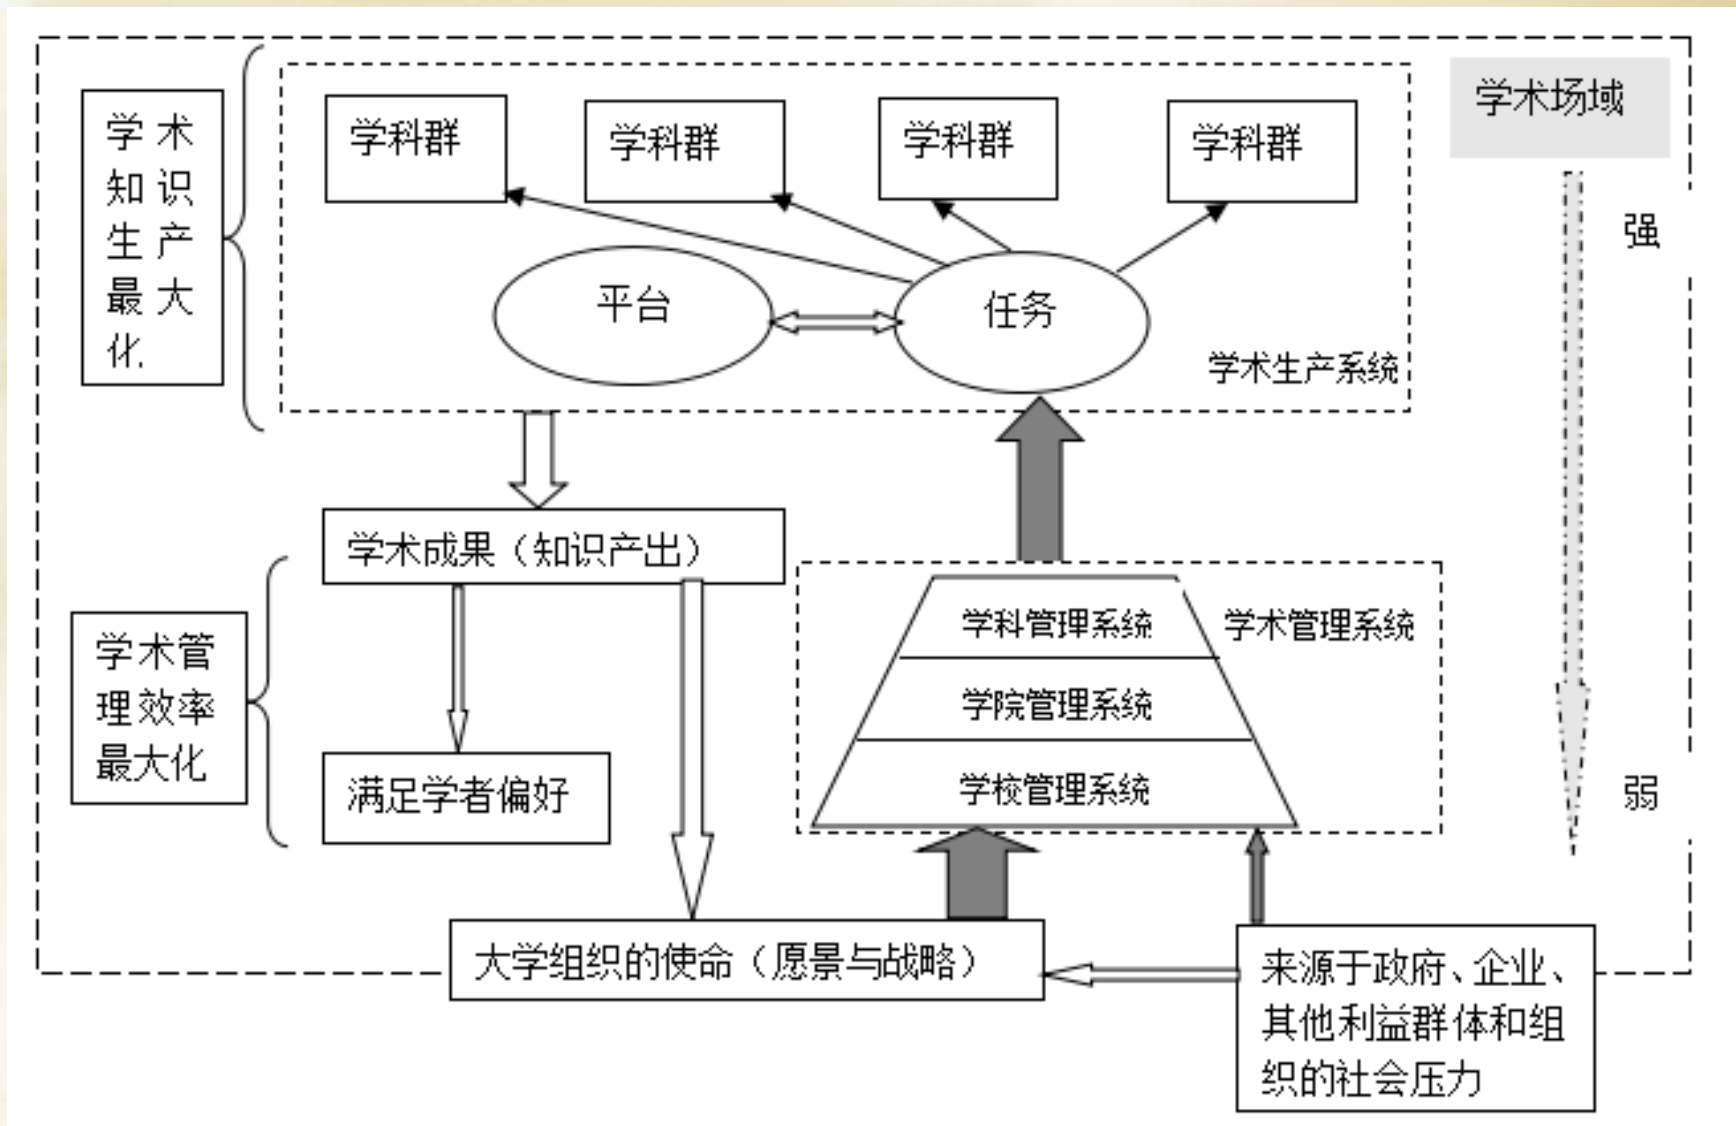 学术场域
学术
知识
生产
最大
化
学科群
学科群
学科群
学科群
强
平台
任务
学术生产系统
学术成果（知识产出）
学术管
理效率
最大化
学科管理系统
学术管理系统
学院管理系统
学校管理系统
满足学者偏好
弱
大学组织的使命（愿景与战略）
来源于政府、企业、
其他利益群体和组
织的社会压力